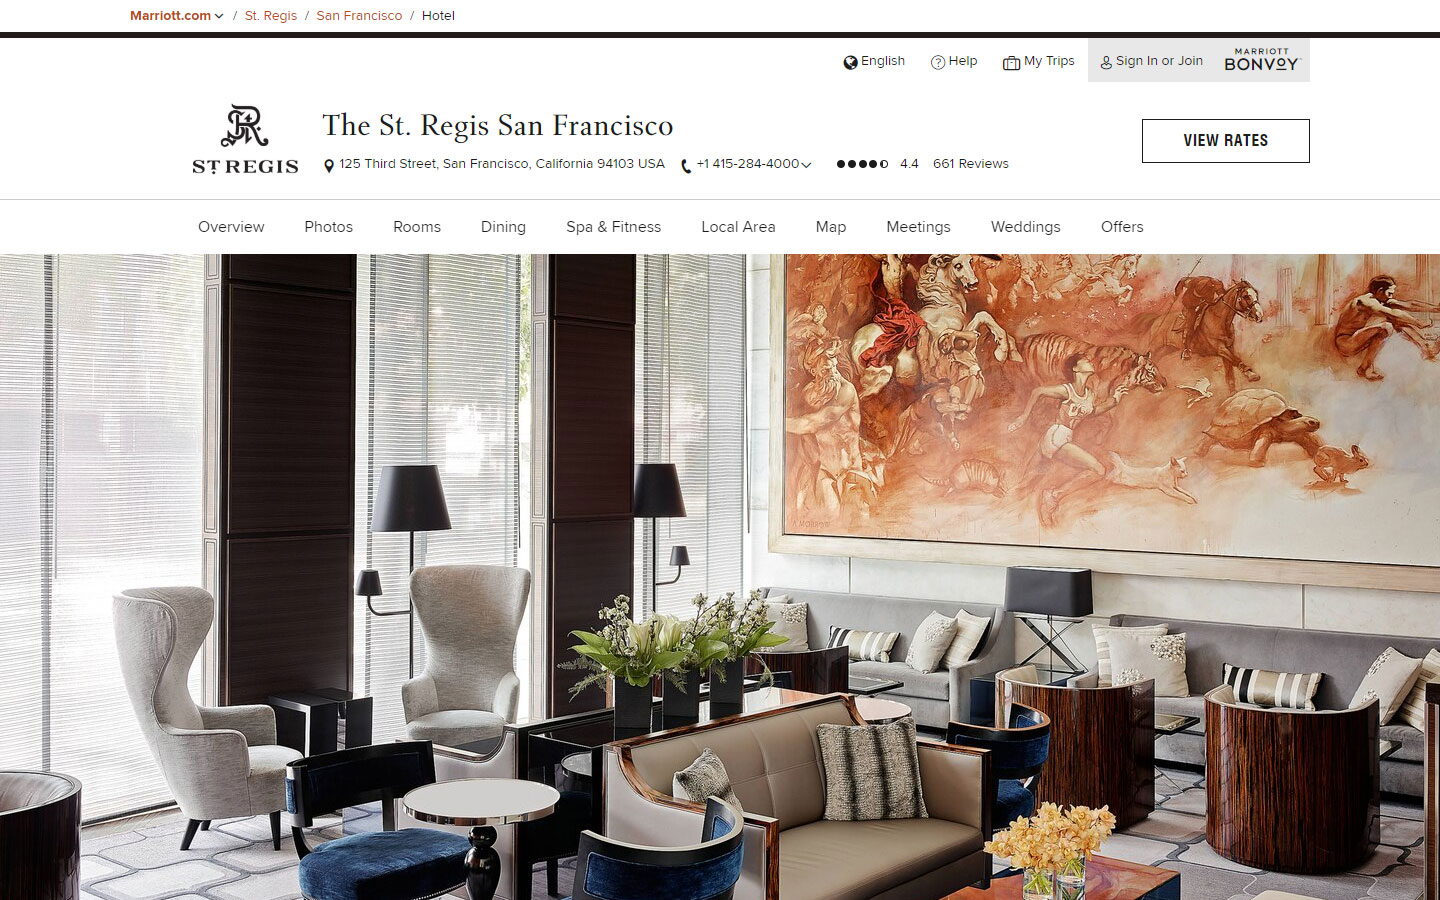 Marriott.com / St. Regis / San Francisco / Hotel
English Help My Trips Sign In or Join MARRIOTT BONVOY
The St. Regis San Francisco
ST REGIS
125 Third Street, San Francisco, California 94103 USA +1 415-284-4000 4.4 661 Reviews
VIEW RATES
Overview Photos Rooms Dining Spa & Fitness Local Area Map Meetings Weddings Offers